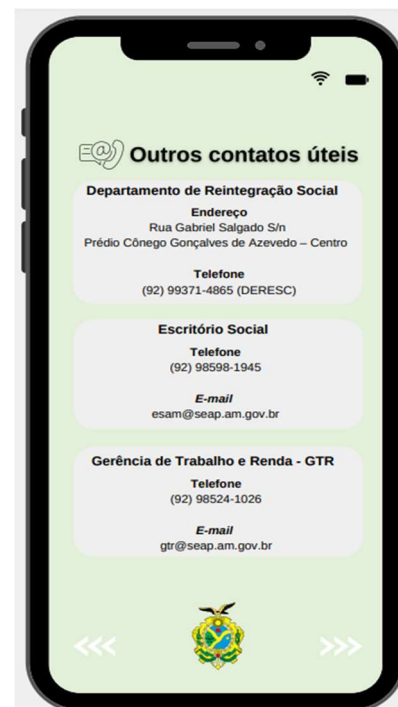 Outros contatos úteis
Departamento de Reintegração Social
Endereço
Rua Gabriel Salgado S/n
Prédio Cônego Gonçalves de Azevedo – Centro
Telefone
(92) 99371-4865 (DERESC)
Escritório Social
Telefone
(92) 98598-1945
E-mail
esam@seap.am.gov.br
Gerência de Trabalho e Renda - GTR
Telefone
(92) 98524-1026
E-mail
gtr@seap.am.gov.br
<<< >>>